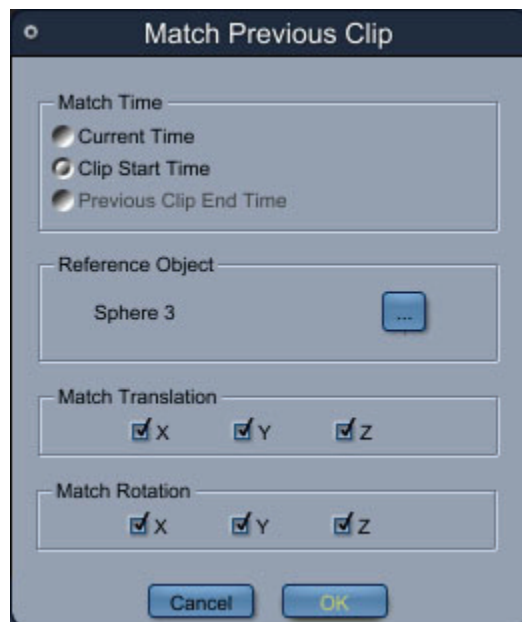 Match Previous Clip
Match Time
Current Time
Clip Start Time
Previous Clip End Time
Reference Object
Sphere 3
...
Match Translation
X Y Z
Match Rotation
X Y Z
Cancel OK